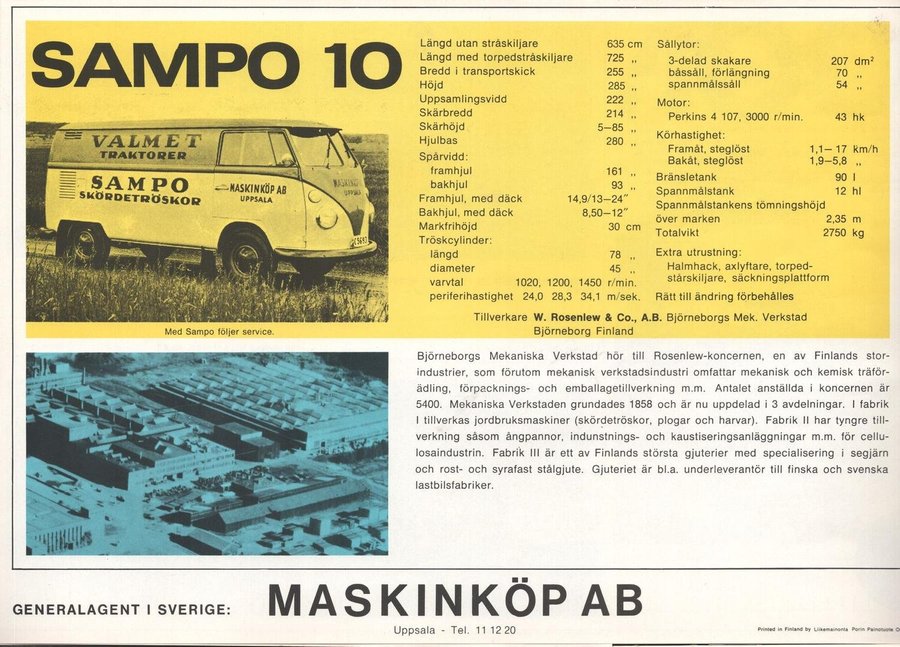 SAMPO 10
VALMET
TRAKTORER
SAMPO
SKÖRDETRÖSKOR
MASKINKÖP AB
UPPSALA
MASKINKÖP
UPPSALA
Med Sampo följer service.
Längd utan stråskiljare 635 cm
Längd med torpedstråskiljare 725 „
Bredd i transportskick 255 „
Höjd 285 „
Uppsamlingsvidd 222 „
Skärbredd 214 „
Skärhöjd 5–85 „
Hjulbas 280 „
Spårvidd:
framhjul 161 „
bakhjul 93 „
Framhjul, med däck 14,9/13–24″
Bakhjul, med däck 8,50–12″
Markfrihöjd 30 cm
Tröskcylinder:
längd 78 „
diameter 45 „
varvtal 1020, 1200, 1450 r/min.
periferihastighet 24,0 28,3 34,1 m/sek.
Sållytor:
3-delad skakare 207 dm²
bässåll, förlängning 70 „
spannmålssåll 54 „
Motor:
Perkins 4 107, 3000 r/min. 43 hk
Körhastighet:
Framåt, steglöst 1,1– 17 km/h
Bakåt, steglöst 1,9–5,8 „
Bränsletank 90 l
Spannmålstank 12 hl
Spannmålstankens tömningshöjd
över marken 2,35 m
Totalvikt 2750 kg
Extra utrustning:
Halmhack, axlyftare, torped-
stärskiljare, säckningsplattform
Rätt till ändring förbehålles
Tillverkare W. Rosenlew & Co., A.B. Björneborgs Mek. Verkstad
Björneborg Finland
Björneborgs Mekaniska Verkstad hör till Rosenlew-koncernen, en av Finlands stor-
industrier, som förutom mekanisk verkstadsindustri omfattar mekanisk och kemisk träför-
ädling, förpacknings- och emballagetillverkning m.m. Antalet anställda i koncernen är
5400. Mekaniska Verkstaden grundades 1858 och är nu uppdelad i 3 avdelningar. I fabrik
I tillverkas jordbruksmaskiner (skördetröskor, plogar och harvar). Fabrik II har tyngre till-
verkning såsom ångpannor, indunstnings- och kaustiseringsanläggningar m.m. för cellu-
losaindustrin. Fabrik III är ett av Finlands största gjuterier med specialisering i segjärn
och rost- och syrafast stålgjute. Gjuteriet är bl.a. underleverantör till finska och svenska
lastbilsfabriker.
GENERALAGENT I SVERIGE: MASKINKÖP AB
Uppsala - Tel. 11 12 20
Printed in Finland by Liikemainonta Porin Painotuote